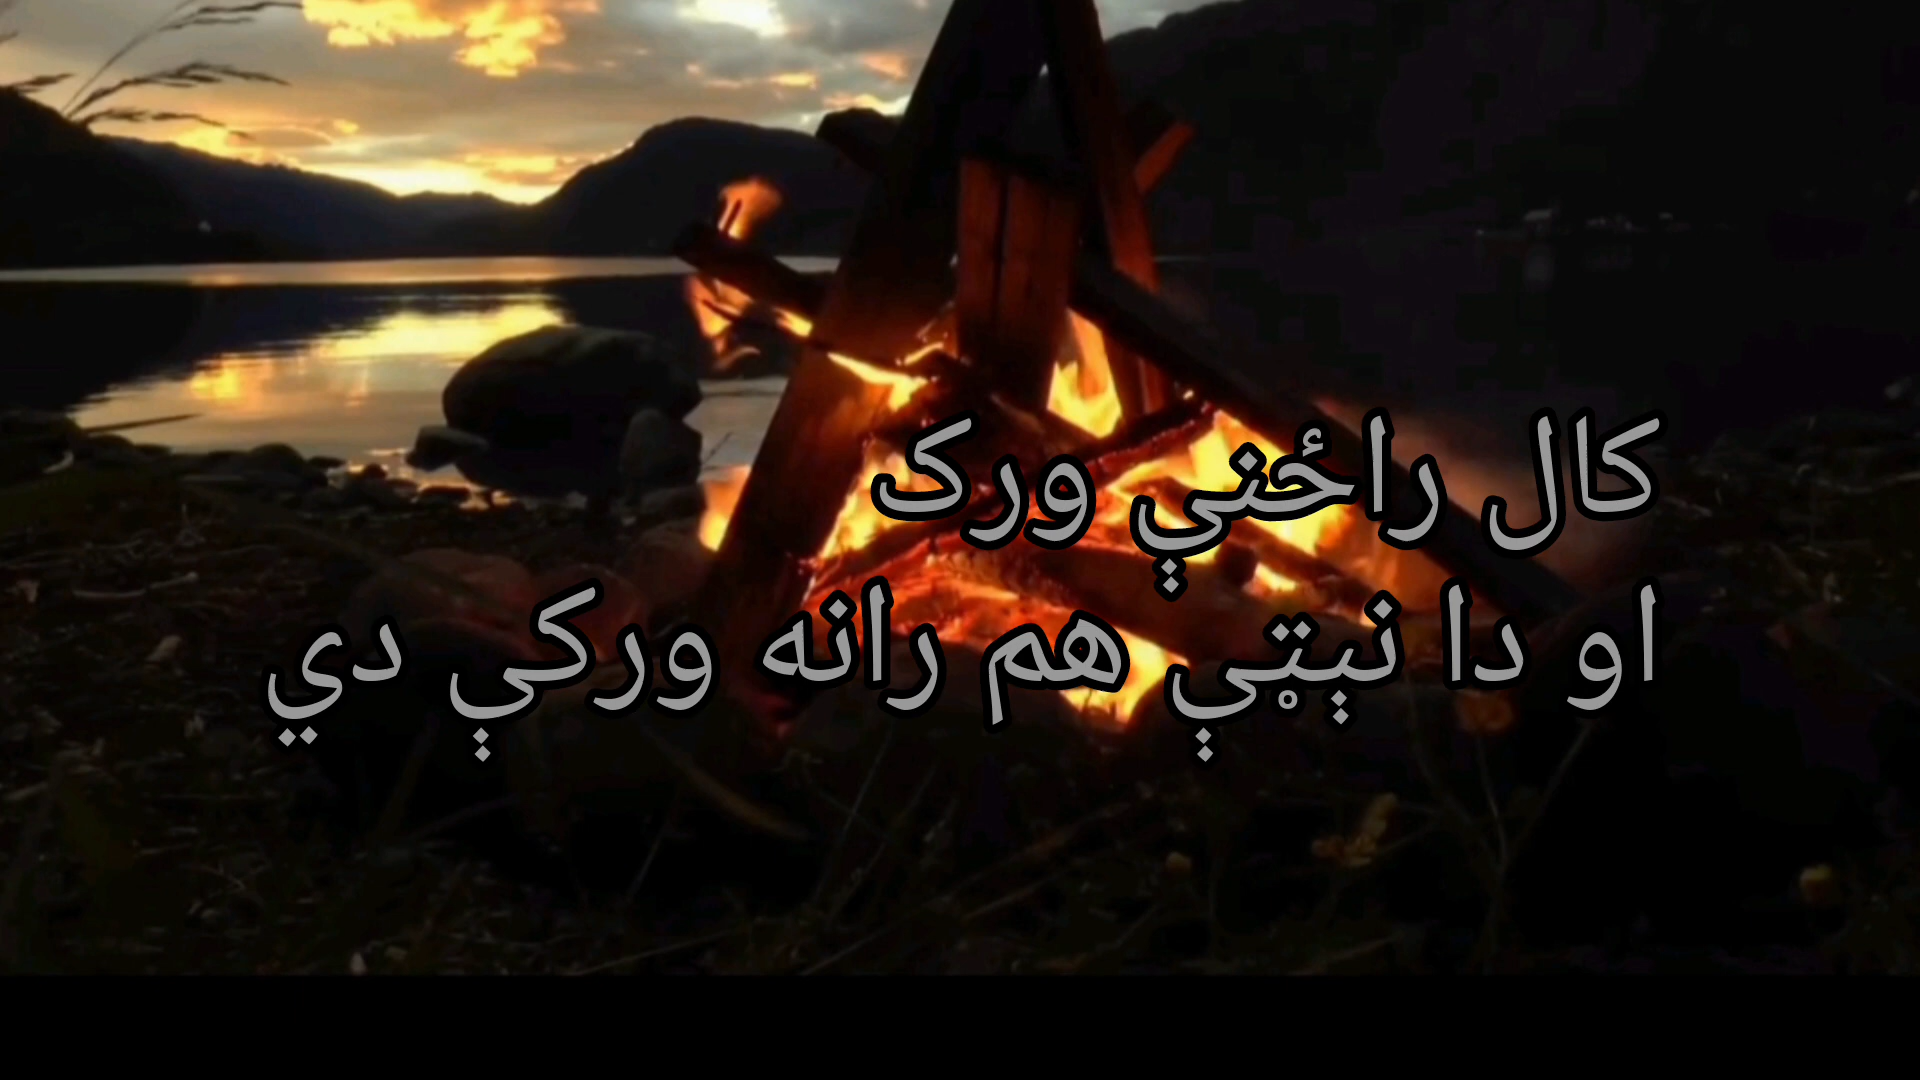 کال راځنې ورک
او دا نېټې هم رانه ورکې دي